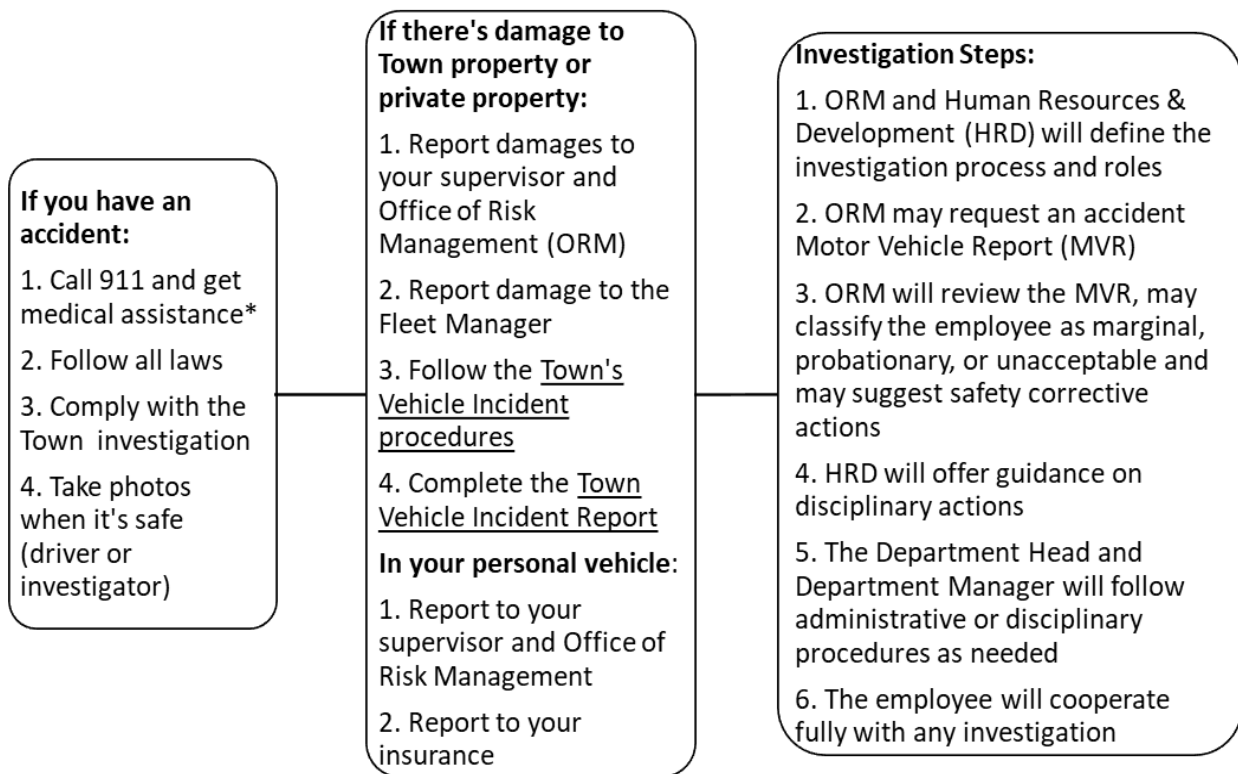 If you have an
accident:
1. Call 911 and get
medical assistance*
2. Follow all laws
3. Comply with the
Town investigation
4. Take photos
when it's safe
(driver or
investigator)
If there's damage to
Town property or
private property:
1. Report damages to
your supervisor and
Office of Risk
Management (ORM)
2. Report damage to the
Fleet Manager
3. Follow the Town's
Vehicle Incident
procedures
4. Complete the Town
Vehicle Incident Report
In your personal vehicle:
1. Report to your
supervisor and Office of
Risk Management
2. Report to your
insurance
Investigation Steps:
1. ORM and Human Resources &
Development (HRD) will define the
investigation process and roles
2. ORM may request an accident
Motor Vehicle Report (MVR)
3. ORM will review the MVR, may
classify the employee as marginal,
probationary, or unacceptable and
may suggest safety corrective
actions
4. HRD will offer guidance on
disciplinary actions
5. The Department Head and
Department Manager will follow
administrative or disciplinary
procedures as needed
6. The employee will cooperate
fully with any investigation